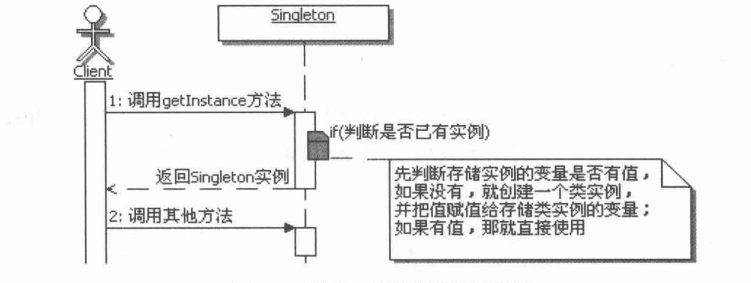 Singleton
Client
1: 调用getInstance方法
if(判断是否已有实例)
先判断存储实例的变量是否有值，
如果没有，就创建一个类实例，
并把值赋值给存储类实例的变量；
如果有值，那就直接使用
返回Singleton实例
2: 调用其他方法